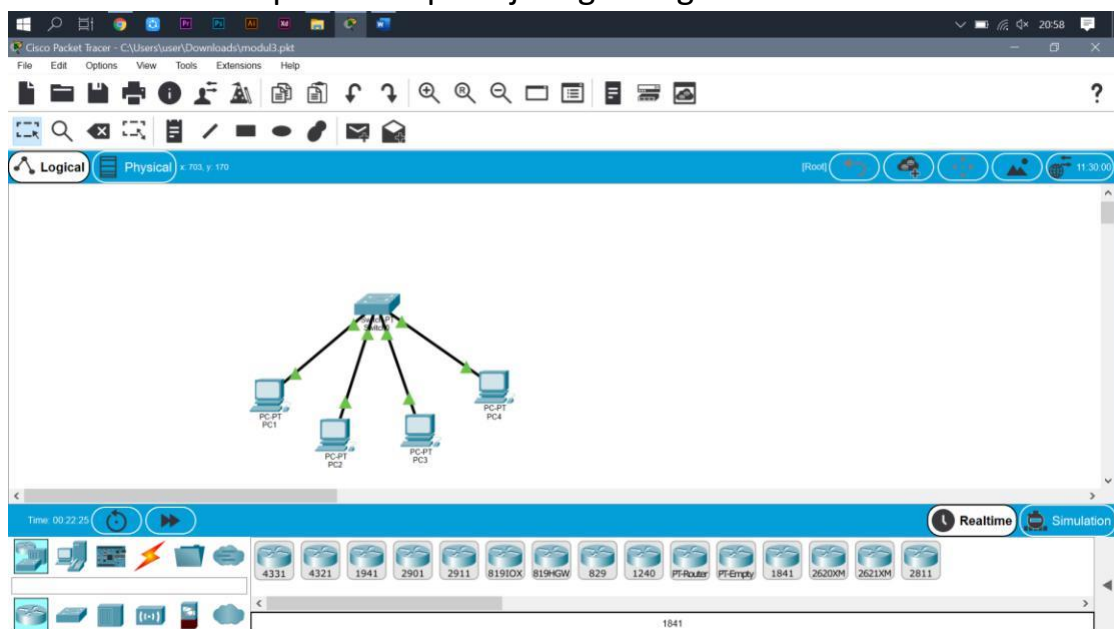 20:58
Cisco Packet Tracer - C:\Users\user\Downloads\modul3.pkt
File Edit Options View Tools Extensions Help
?
Logical Physical x: 703, y: 170 [Root] 11:30:00
Switch-PT
Switch0
PC-PT
PC1
PC-PT
PC2
PC-PT
PC3
PC-PT
PC4
Time: 00:22:25 Realtime Simulation
4331 4321 1941 2901 2911 819IOX 819HGW 829 1240 PT-Router PT-Empty 1841 2620XM 2621XM 2811
1841